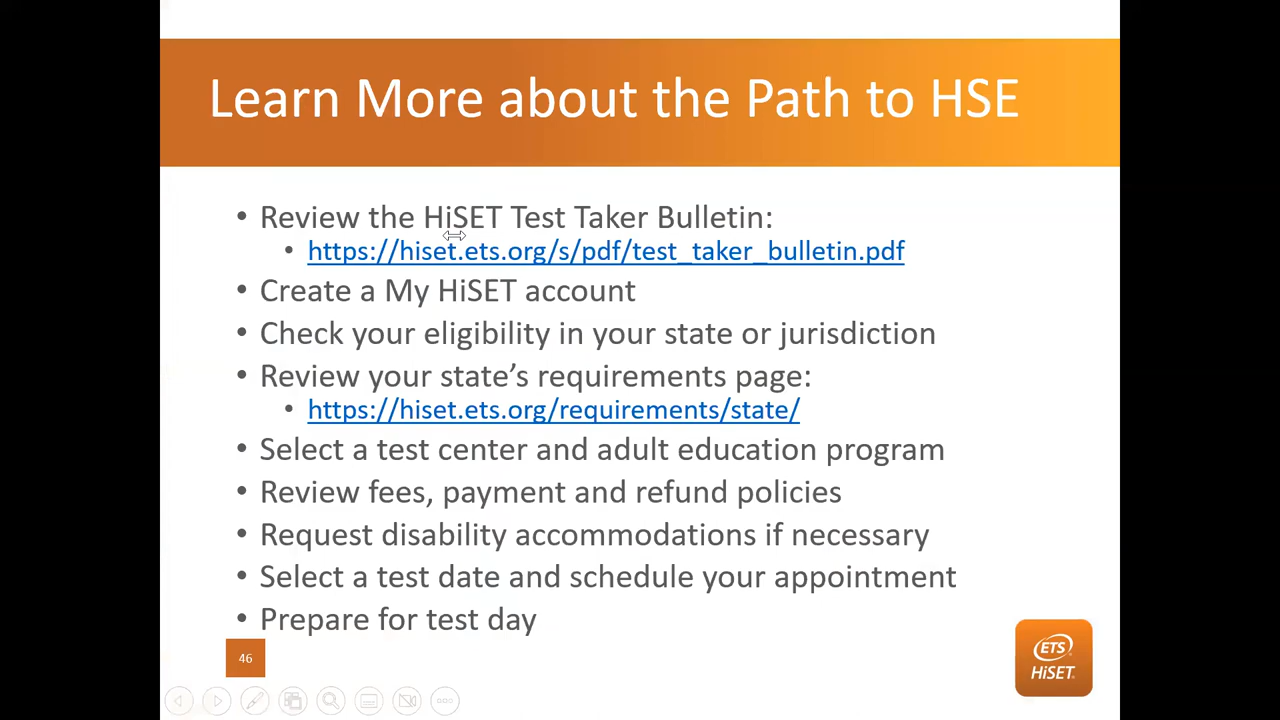 Learn More about the Path to HSE
• Review the HiSET Test Taker Bulletin:
• https://hiset.ets.org/s/pdf/test_taker_bulletin.pdf
• Create a My HiSET account
• Check your eligibility in your state or jurisdiction
• Review your state’s requirements page:
• https://hiset.ets.org/requirements/state/
• Select a test center and adult education program
• Review fees, payment and refund policies
• Request disability accommodations if necessary
• Select a test date and schedule your appointment
• Prepare for test day
46
ETS
HiSET